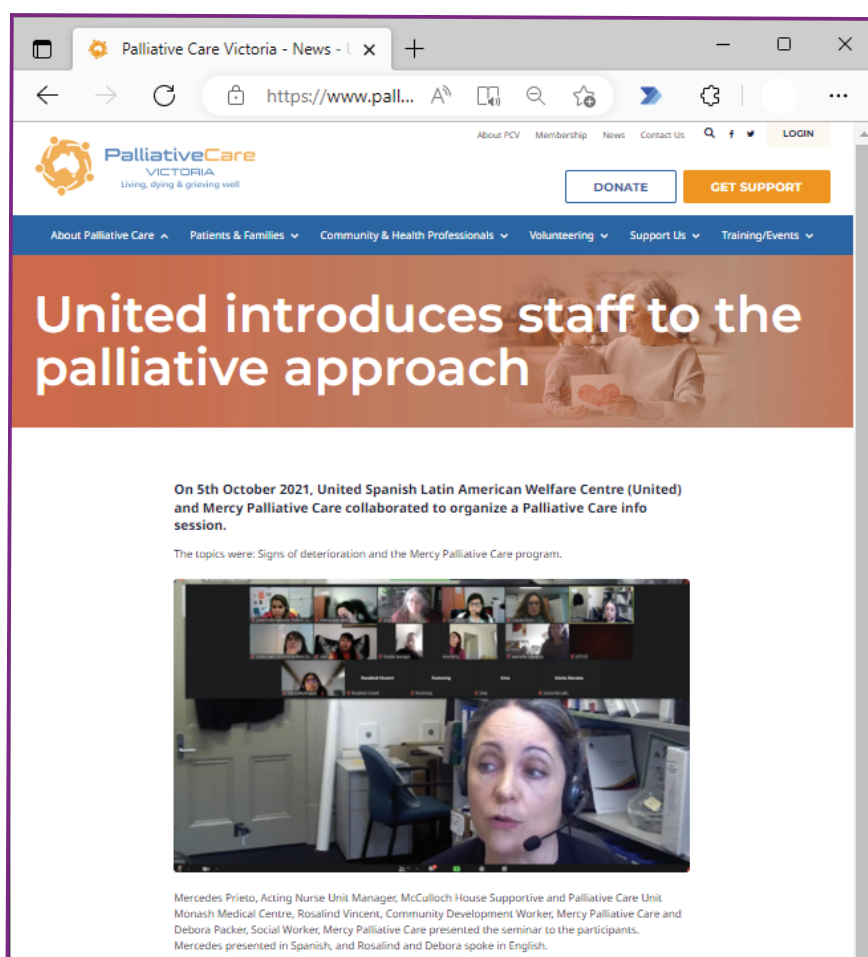 Palliative Care Victoria - News - U
https://www.pall...
About PCV Membership News Contact Us LOGIN
PalliativeCare
VICTORIA
Living, dying & grieving well
DONATE GET SUPPORT
About Palliative Care Patients & Families Community & Health Professionals Volunteering Support Us Training/Events
United introduces staff to the
palliative approach
On 5th October 2021, United Spanish Latin American Welfare Centre (United)
and Mercy Palliative Care collaborated to organize a Palliative Care info
session.
The topics were: Signs of deterioration and the Mercy Palliative Care program.
Rosalind Vincent
Mercedes Prieto, Acting Nurse Unit Manager, McCulloch House Supportive and Palliative Care Unit
Monash Medical Centre, Rosalind Vincent, Community Development Worker, Mercy Palliative Care and
Debora Packer, Social Worker, Mercy Palliative Care presented the seminar to the participants.
Mercedes presented in Spanish, and Rosalind and Debora spoke in English.